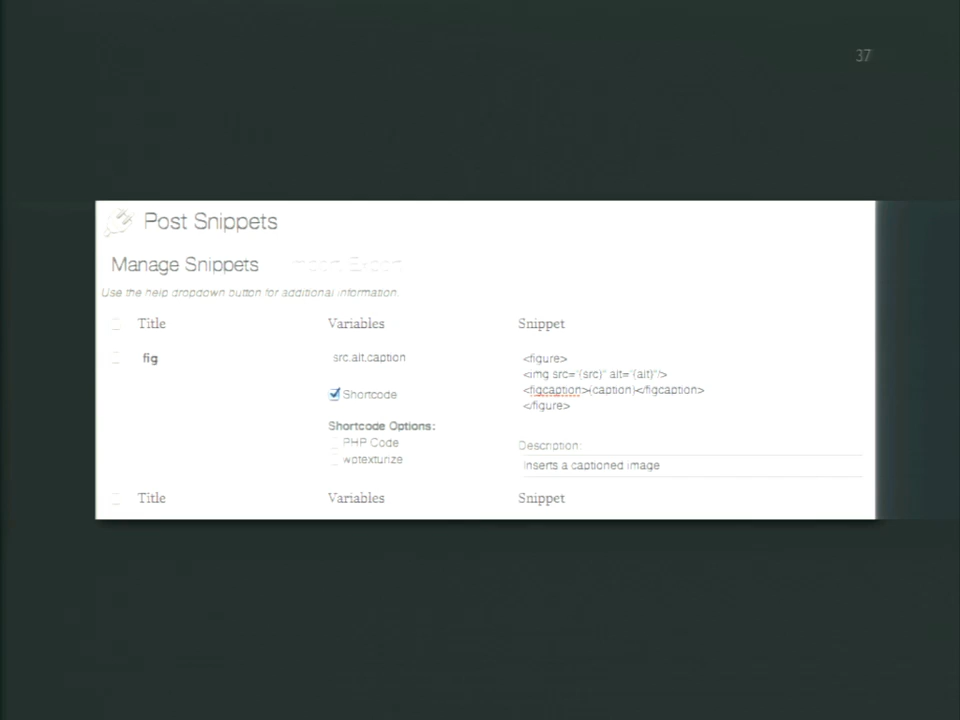 37
Post Snippets
Manage Snippets Import Export
Use the help dropdown button for additional information.
Title Variables Snippet
fig src,alt,caption <figure>
<img src="{src}" alt="{alt}"/>
Shortcode <figcaption>{caption}</figcaption>
</figure>
Shortcode Options:
PHP Code Description:
wptexturize Inserts a captioned image
Title Variables Snippet